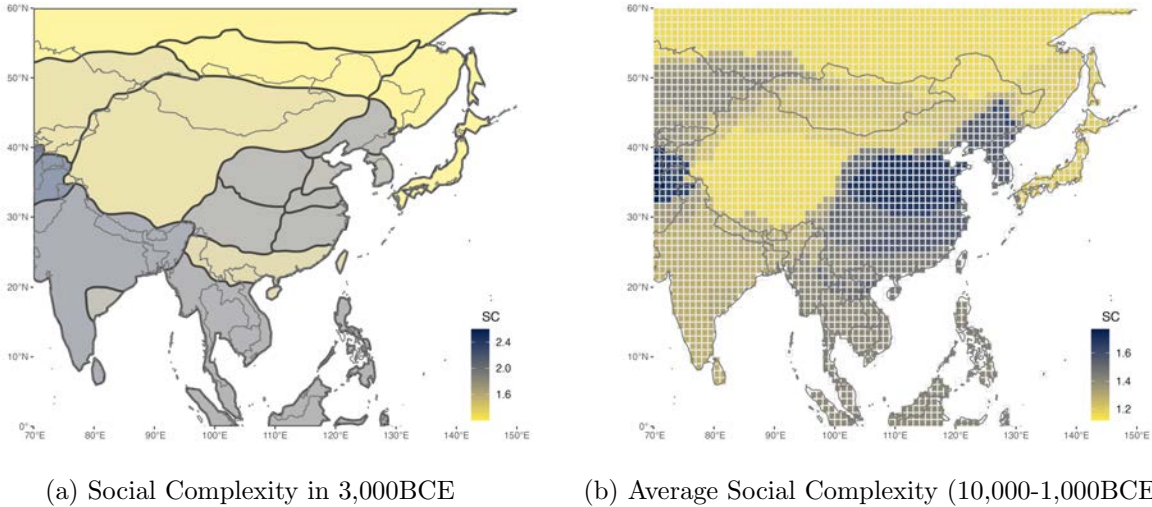 60°N
50°N
40°N
30°N
20°N
10°N
0°
70°E
80°E
90°E
100°E
110°E
120°E
130°E
140°E
150°E
SC
2.4
2.0
1.6
60°N
50°N
40°N
30°N
20°N
10°N
0°
70°E
80°E
90°E
100°E
110°E
120°E
130°E
140°E
150°E
SC
1.6
1.4
1.2
(a) Social Complexity in 3,000BCE
(b) Average Social Complexity (10,000-1,000BCE